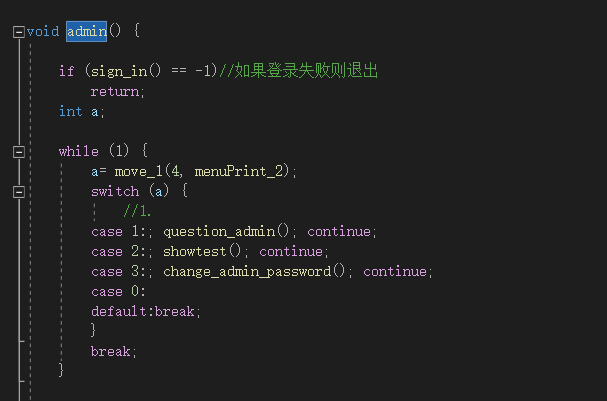 void admin() {
if (sign_in() == -1)//如果登录失败则退出
return;
int a;
while (1) {
a= move_1(4, menuPrint_2);
switch (a) {
//1.
case 1:; question_admin(); continue;
case 2:; showtest(); continue;
case 3:; change_admin_password(); continue;
case 0:
default:break;
}
break;
}